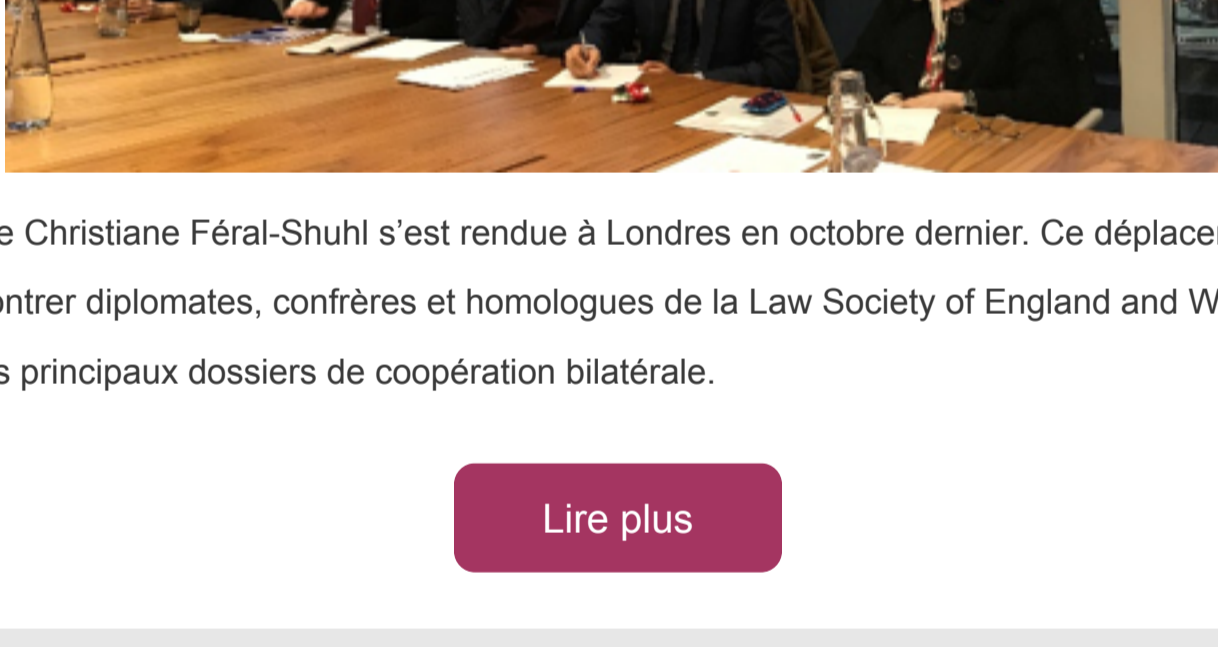 e Christiane Féral-Shuhl s’est rendue à Londres en octobre dernier. Ce déplace
ntrer diplomates, confrères et homologues de la Law Society of England and W
s principaux dossiers de coopération bilatérale.
Lire plus